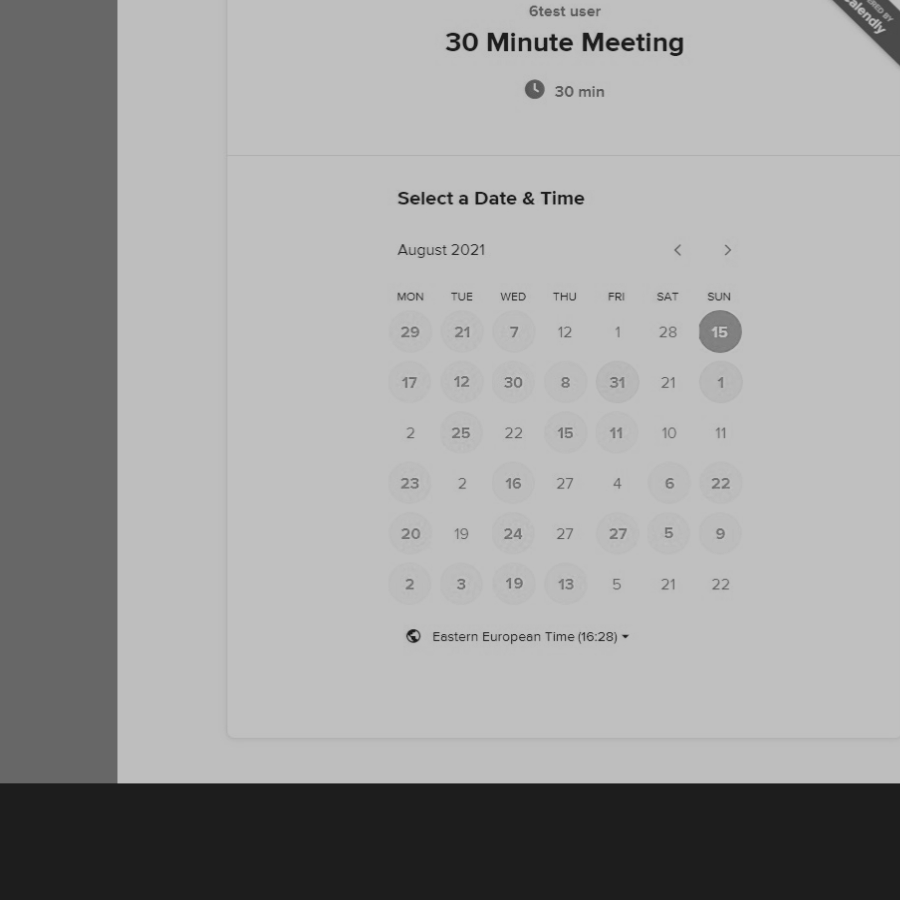 6test user
30 Minute Meeting
30 min
Select a Date & Time
August 2021
MON TUE WED THU FRI SAT SUN
29 21 7 12 1 28 15
17 12 30 8 31 21 1
2 25 22 15 11 10 11
23 2 16 27 4 6 22
20 19 24 27 27 5 9
2 3 19 13 5 21 22
Eastern European Time (16:28)